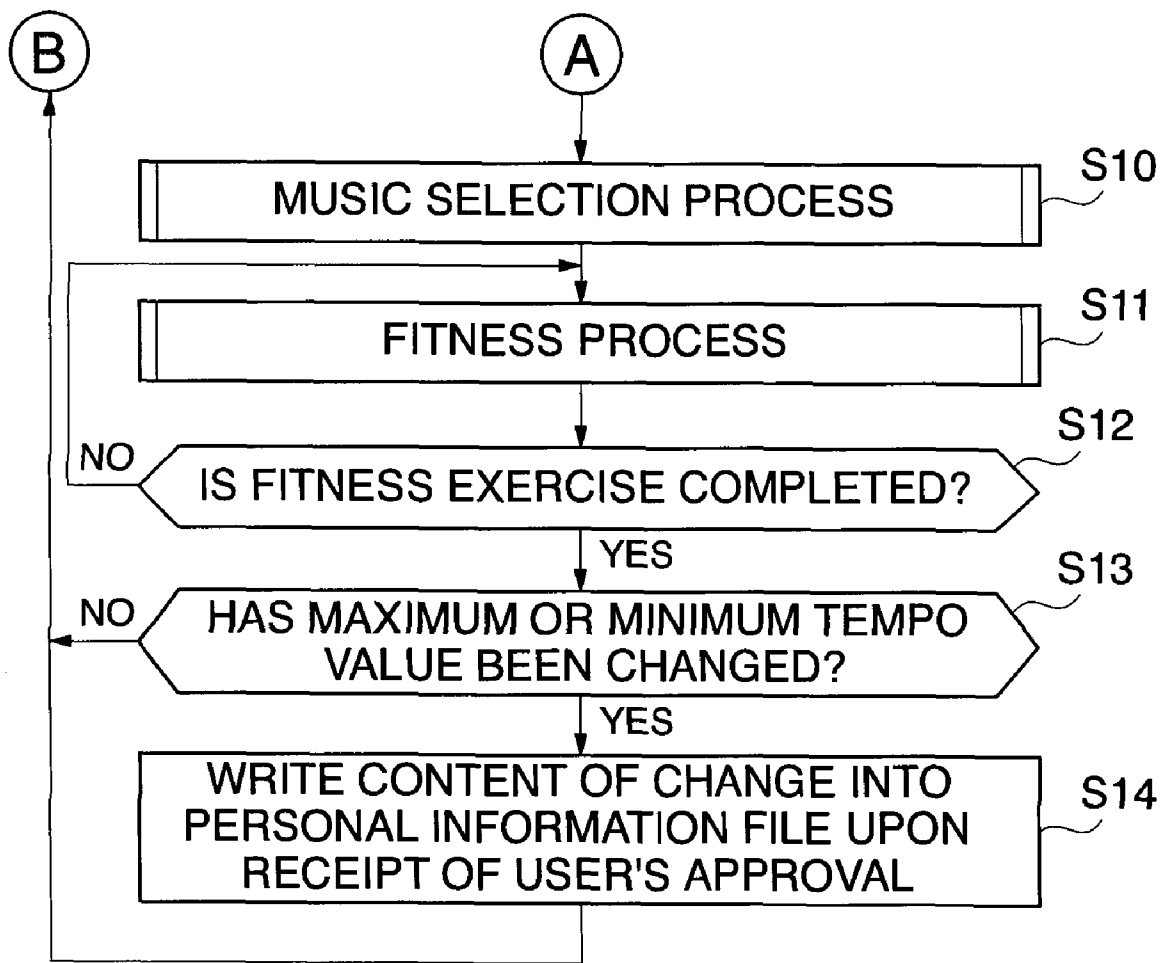 B
A
MUSIC SELECTION PROCESS
S10
FITNESS PROCESS
S11
NO
IS FITNESS EXERCISE COMPLETED?
S12
YES
NO
HAS MAXIMUM OR MINIMUM TEMPO
VALUE BEEN CHANGED?
S13
YES
WRITE CONTENT OF CHANGE INTO
PERSONAL INFORMATION FILE UPON
RECEIPT OF USER'S APPROVAL
S14